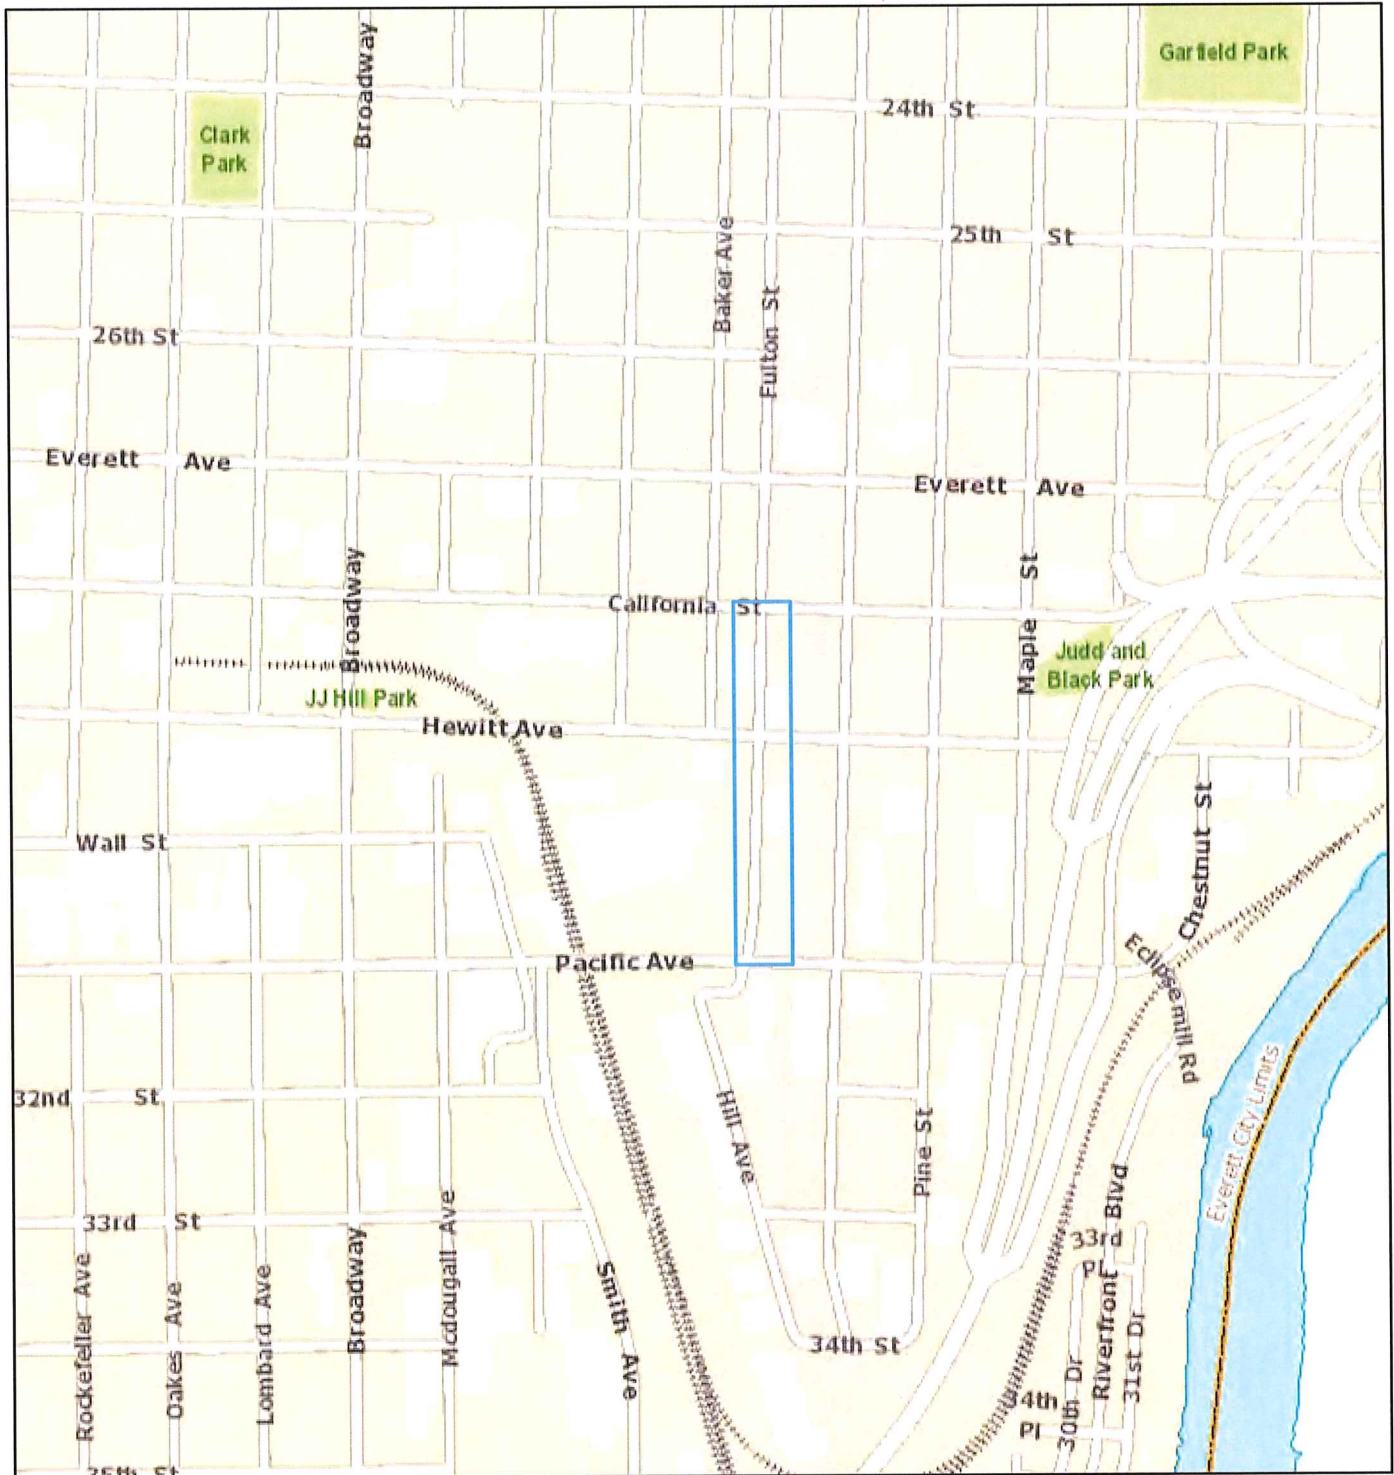 Broadway
Garfield Park
24th St
Clark
Park
Baker Ave
25th St
Fulton St
26th St
Everett Ave
Everett Ave
Broadway
California St
Maple St
Judd and
Black Park
JJ Hill Park
Hewitt Ave
Chestnut St
Wall St
Pacific Ave
Eclipse mill Rd
32nd St
Hill Ave
Pine St
Everett City Limits
33rd St
33rd
Pl
Riverfront Blvd
Rockefeller Ave
Oakes Ave
Lombard Ave
Broadway
Mcdougall Ave
Smith Ave
34th St
31st Dr
30th Dr
34th
Pl
35th St